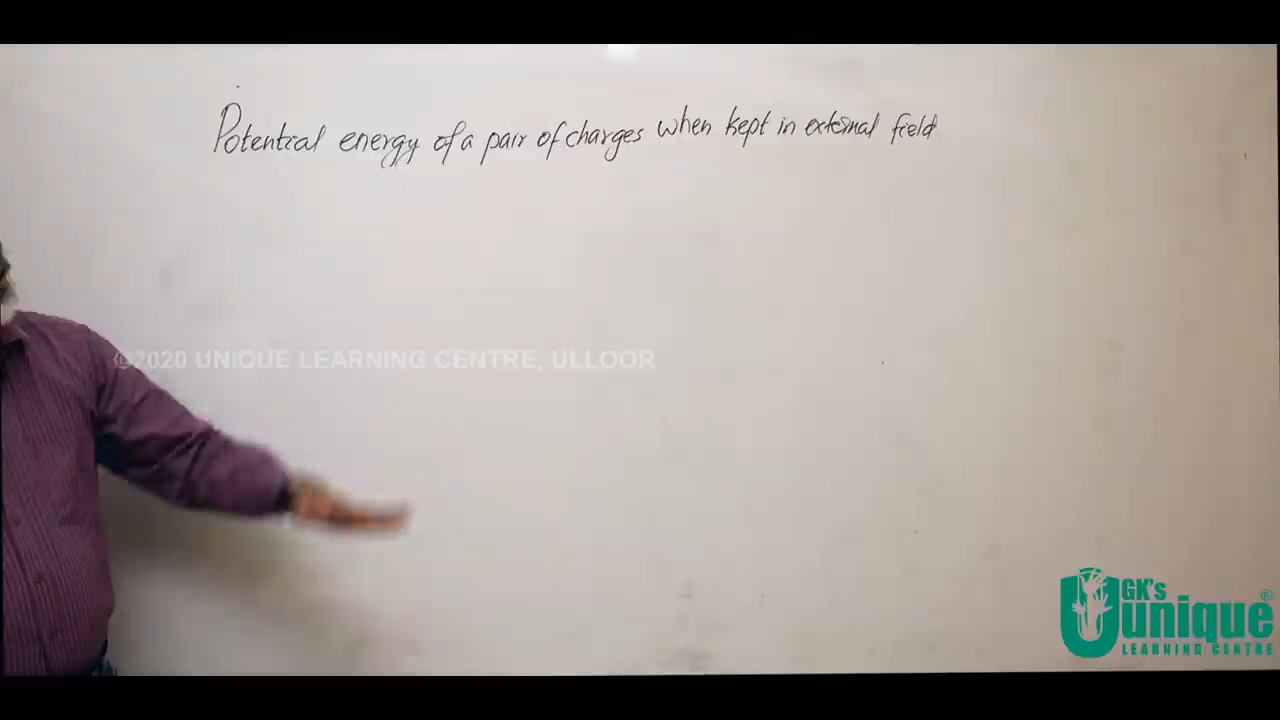 Potential energy of a pair of charges when kept in external field
©2020 UNIQUE LEARNING CENTRE, ULLOOR
GK's
unique®
LEARNING CENTRE